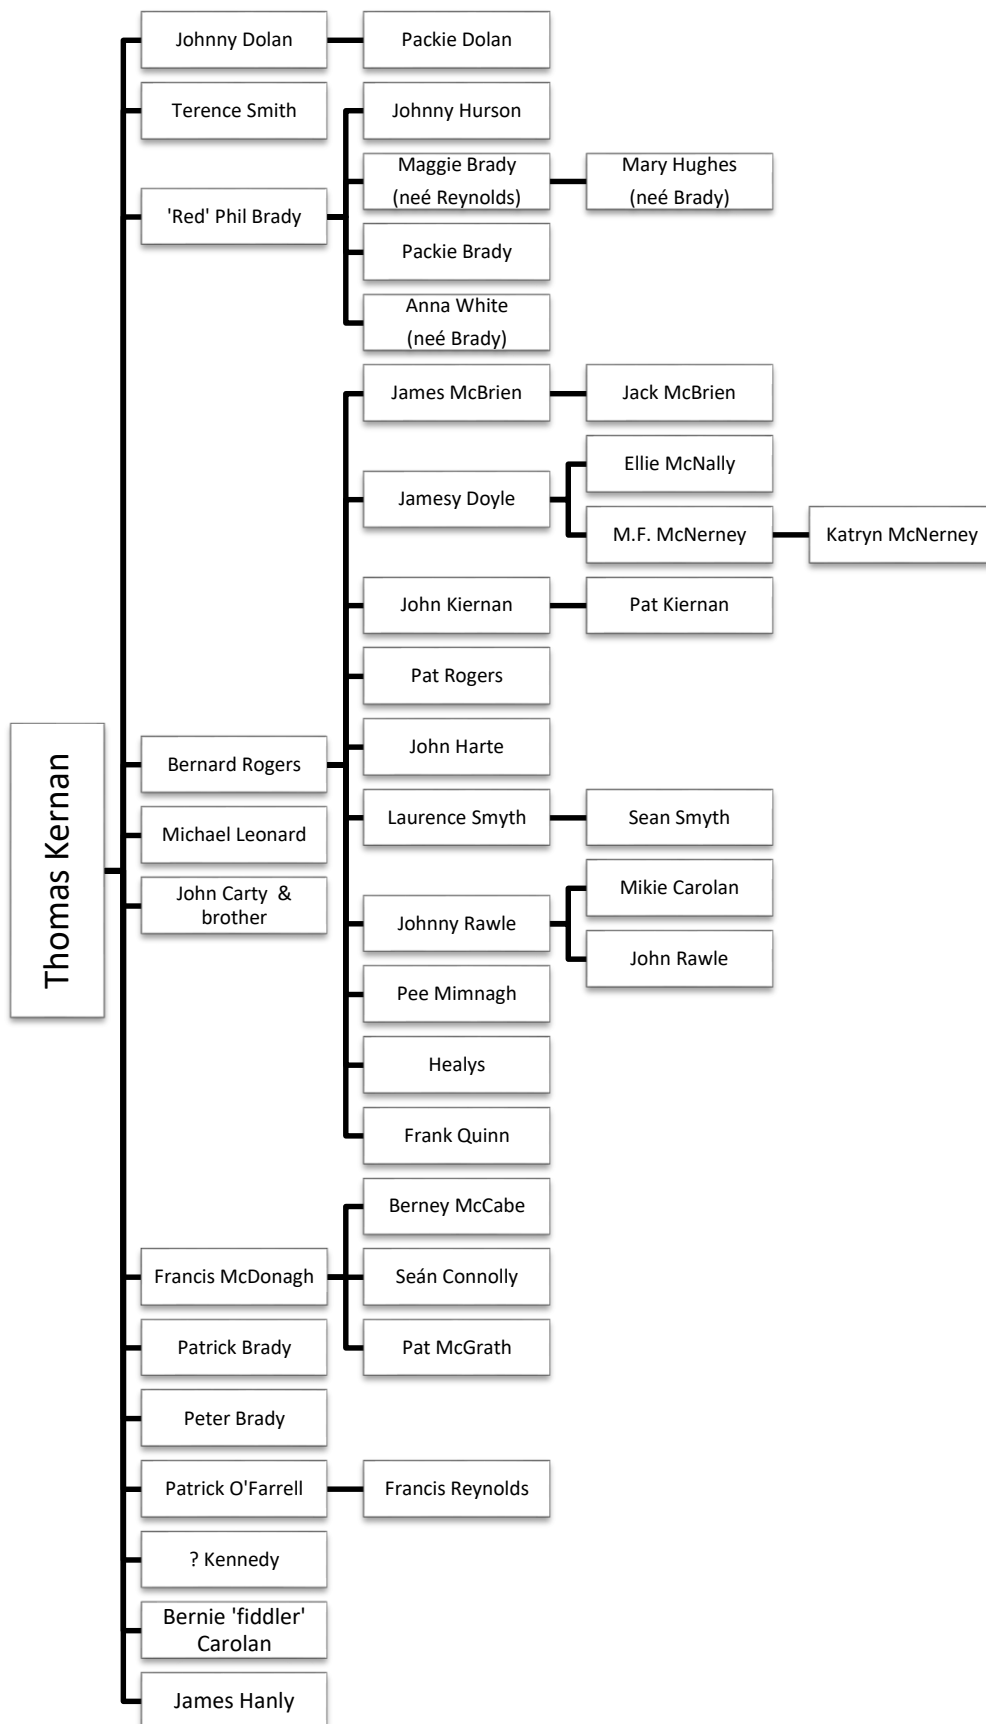 Thomas Kernan
Johnny Dolan
Packie Dolan
Terence Smith
'Red' Phil Brady
Johnny Hurson
Maggie Brady
(neé Reynolds)
Mary Hughes
(neé Brady)
Packie Brady
Anna White
(neé Brady)
Bernard Rogers
James McBrien
Jack McBrien
Jamesy Doyle
Ellie McNally
M.F. McNerney
Katryn McNerney
John Kiernan
Pat Kiernan
Pat Rogers
John Harte
Laurence Smyth
Sean Smyth
Johnny Rawle
Mikie Carolan
John Rawle
Pee Mimnagh
Healys
Frank Quinn
Michael Leonard
John Carty &
brother
Francis McDonagh
Berney McCabe
Seán Connolly
Pat McGrath
Patrick Brady
Peter Brady
Patrick O'Farrell
Francis Reynolds
? Kennedy
Bernie 'fiddler'
Carolan
James Hanly